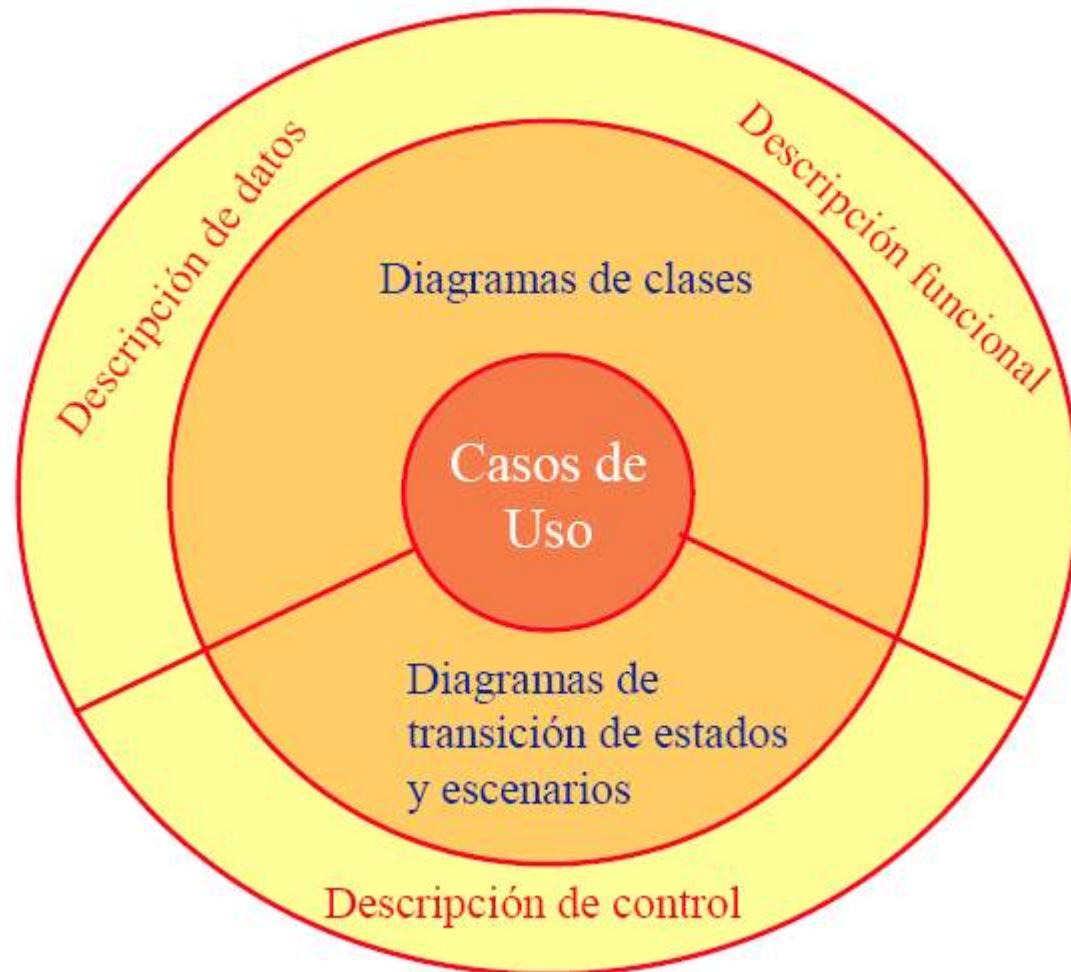 Descripción de datos
Descripción funcional
Diagramas de clases
Casos de
Uso
Diagramas de
transición de estados
y escenarios
Descripción de control